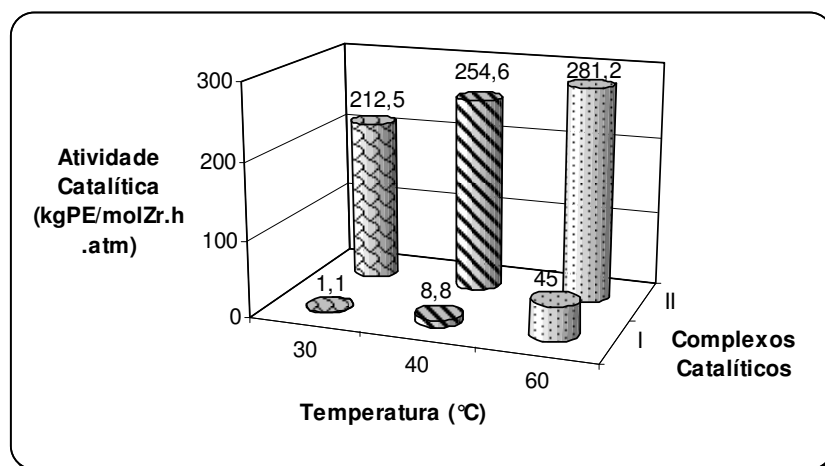 300
200
100
0
Atividade
Catalítica
(kgPE/molZr.h
.atm)
212,5
254,6
281,2
1,1
8,8
45
30
40
60
I
II
Temperatura (°C)
Complexos
Catalíticos